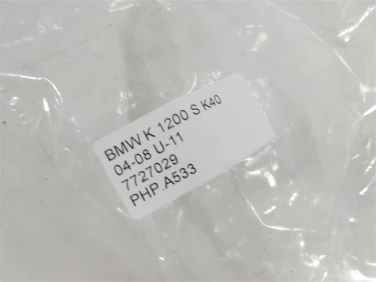 BMW K 1200 S K40
04-08 U-11
7727029
PHP A533